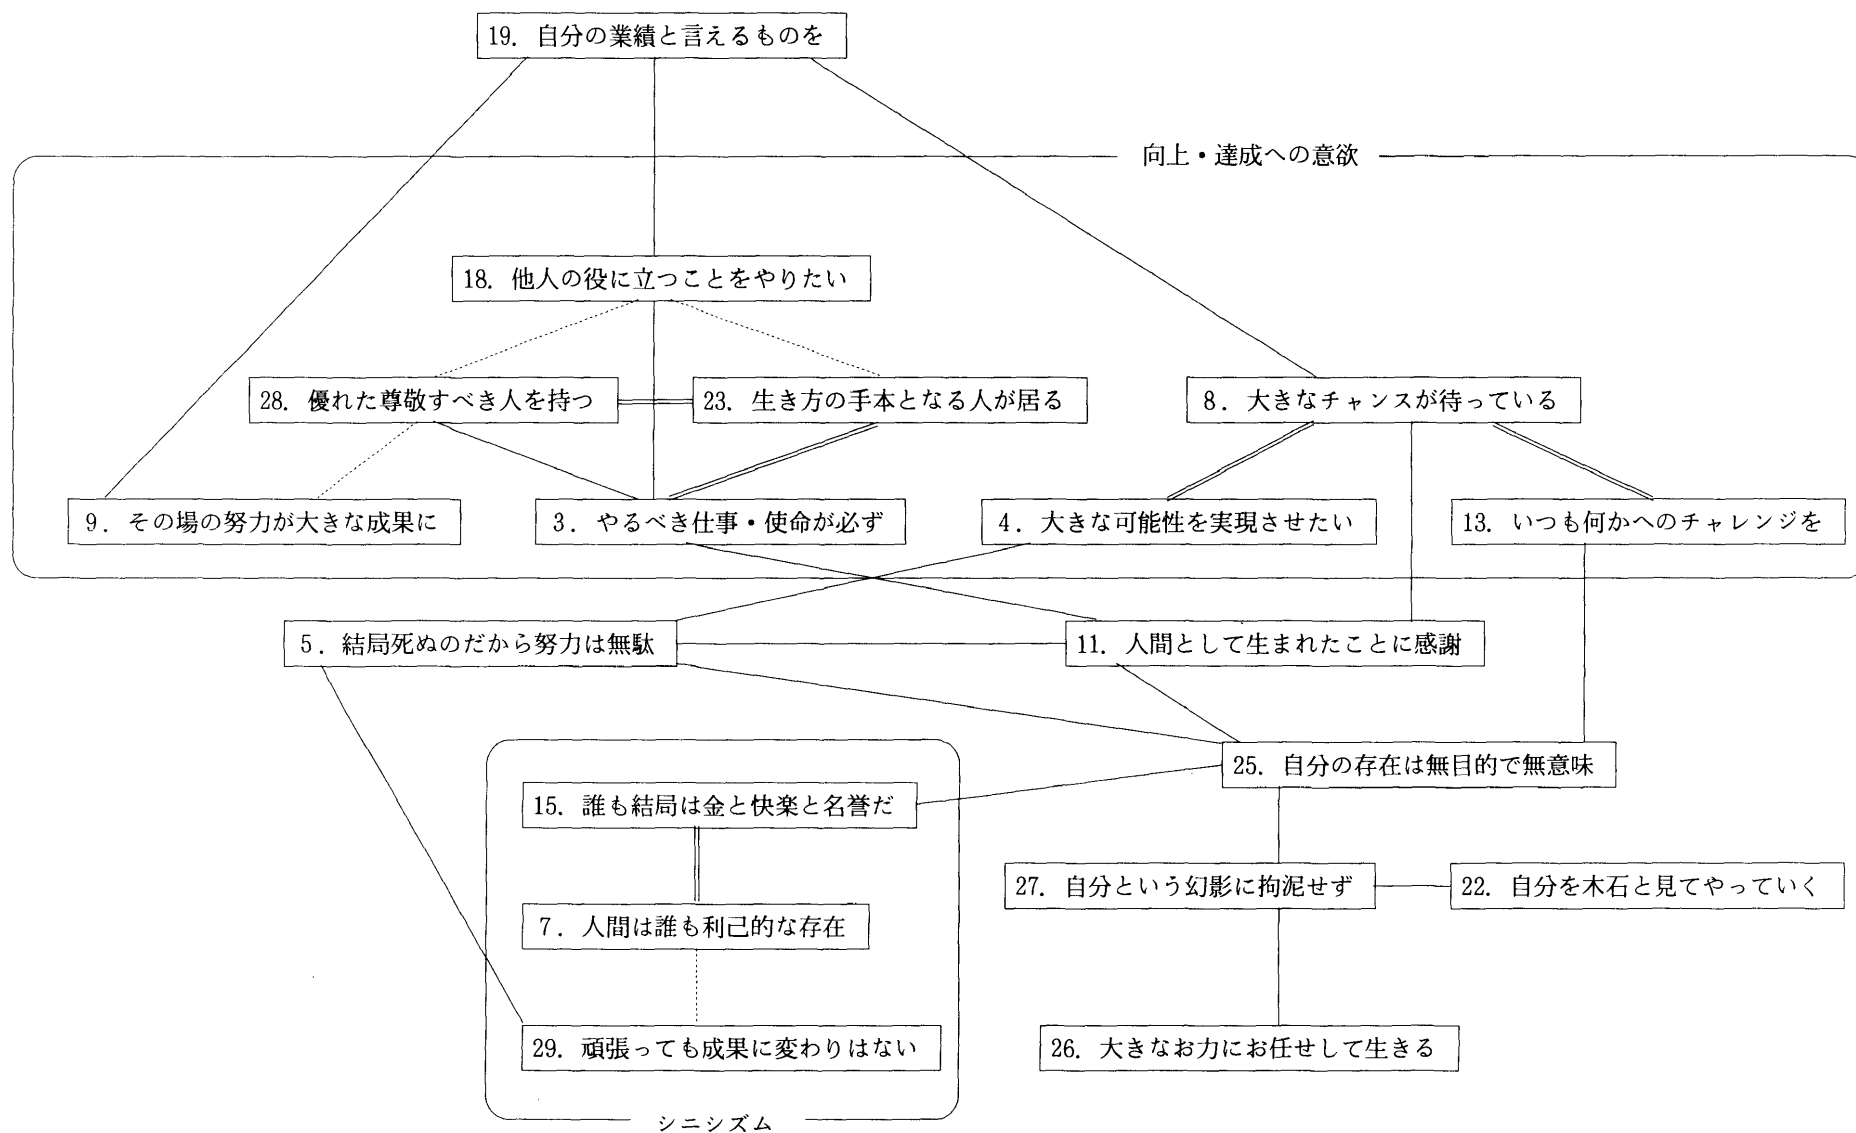 19. 自分の業績と言えるものを
向上・達成への意欲
18. 他人の役に立つことをやりたい
28. 優れた尊敬すべき人を持つ
23. 生き方の手本となる人が居る
8. 大きなチャンスが待っている
9. その場の努力が大きな成果に
3. やるべき仕事・使命が必ず
4. 大きな可能性を実現させたい
13. いつも何かへのチャレンジを
5. 結局死ぬのだから努力は無駄
11. 人間として生まれたことに感謝
25. 自分の存在は無目的で無意味
15. 誰も結局は金と快楽と名誉だ
27. 自分という幻影に拘泥せず
22. 自分を木石と見てやっていく
7. 人間は誰も利己的な存在
29. 頑張っても成果に変わりはない
26. 大きなお力にお任せして生きる
シニシズム